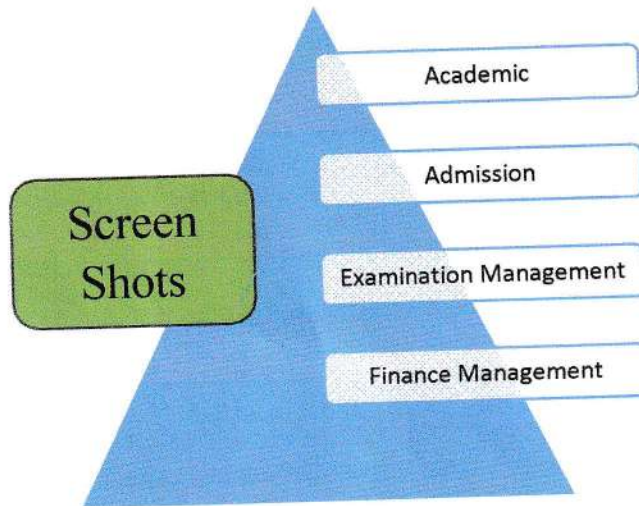 Screen
Shots
Academic
Admission
Examination Management
Finance Management